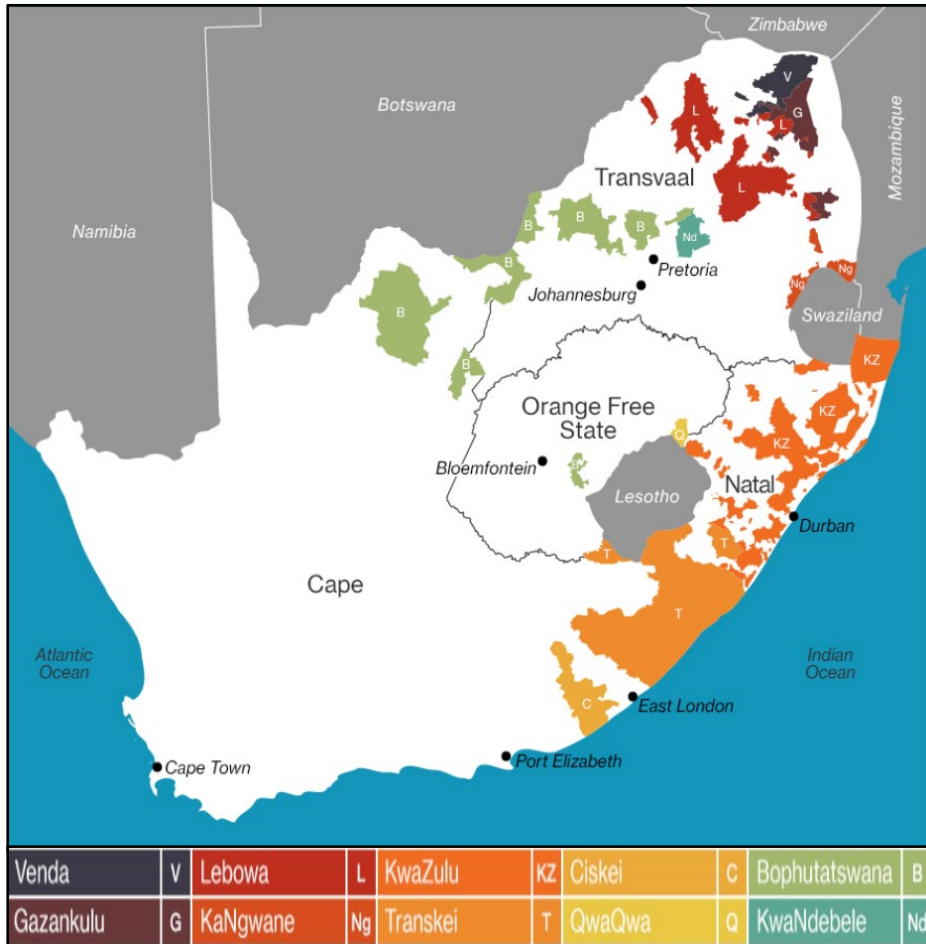 Zimbabwe
V
Botswana
L
G
L
Mozambique
Transvaal
L
Namibia
B
B
B
Nd
B
Pretoria
Ng
Ng
Johannesburg
B
Swaziland
B
KZ
Orange Free
State
KZ
Q
KZ
Bloemfontein
B
Natal
Lesotho
Durban
T
T
Cape
T
Atlantic
Ocean
Indian
Ocean
C
East London
Port Elizabeth
Cape Town
Venda V Lebowa L KwaZulu KZ Ciskei C Bophutatswana B
Gazankulu G KaNgwane Ng Transkei T QwaQwa Q KwaNdebele Nd